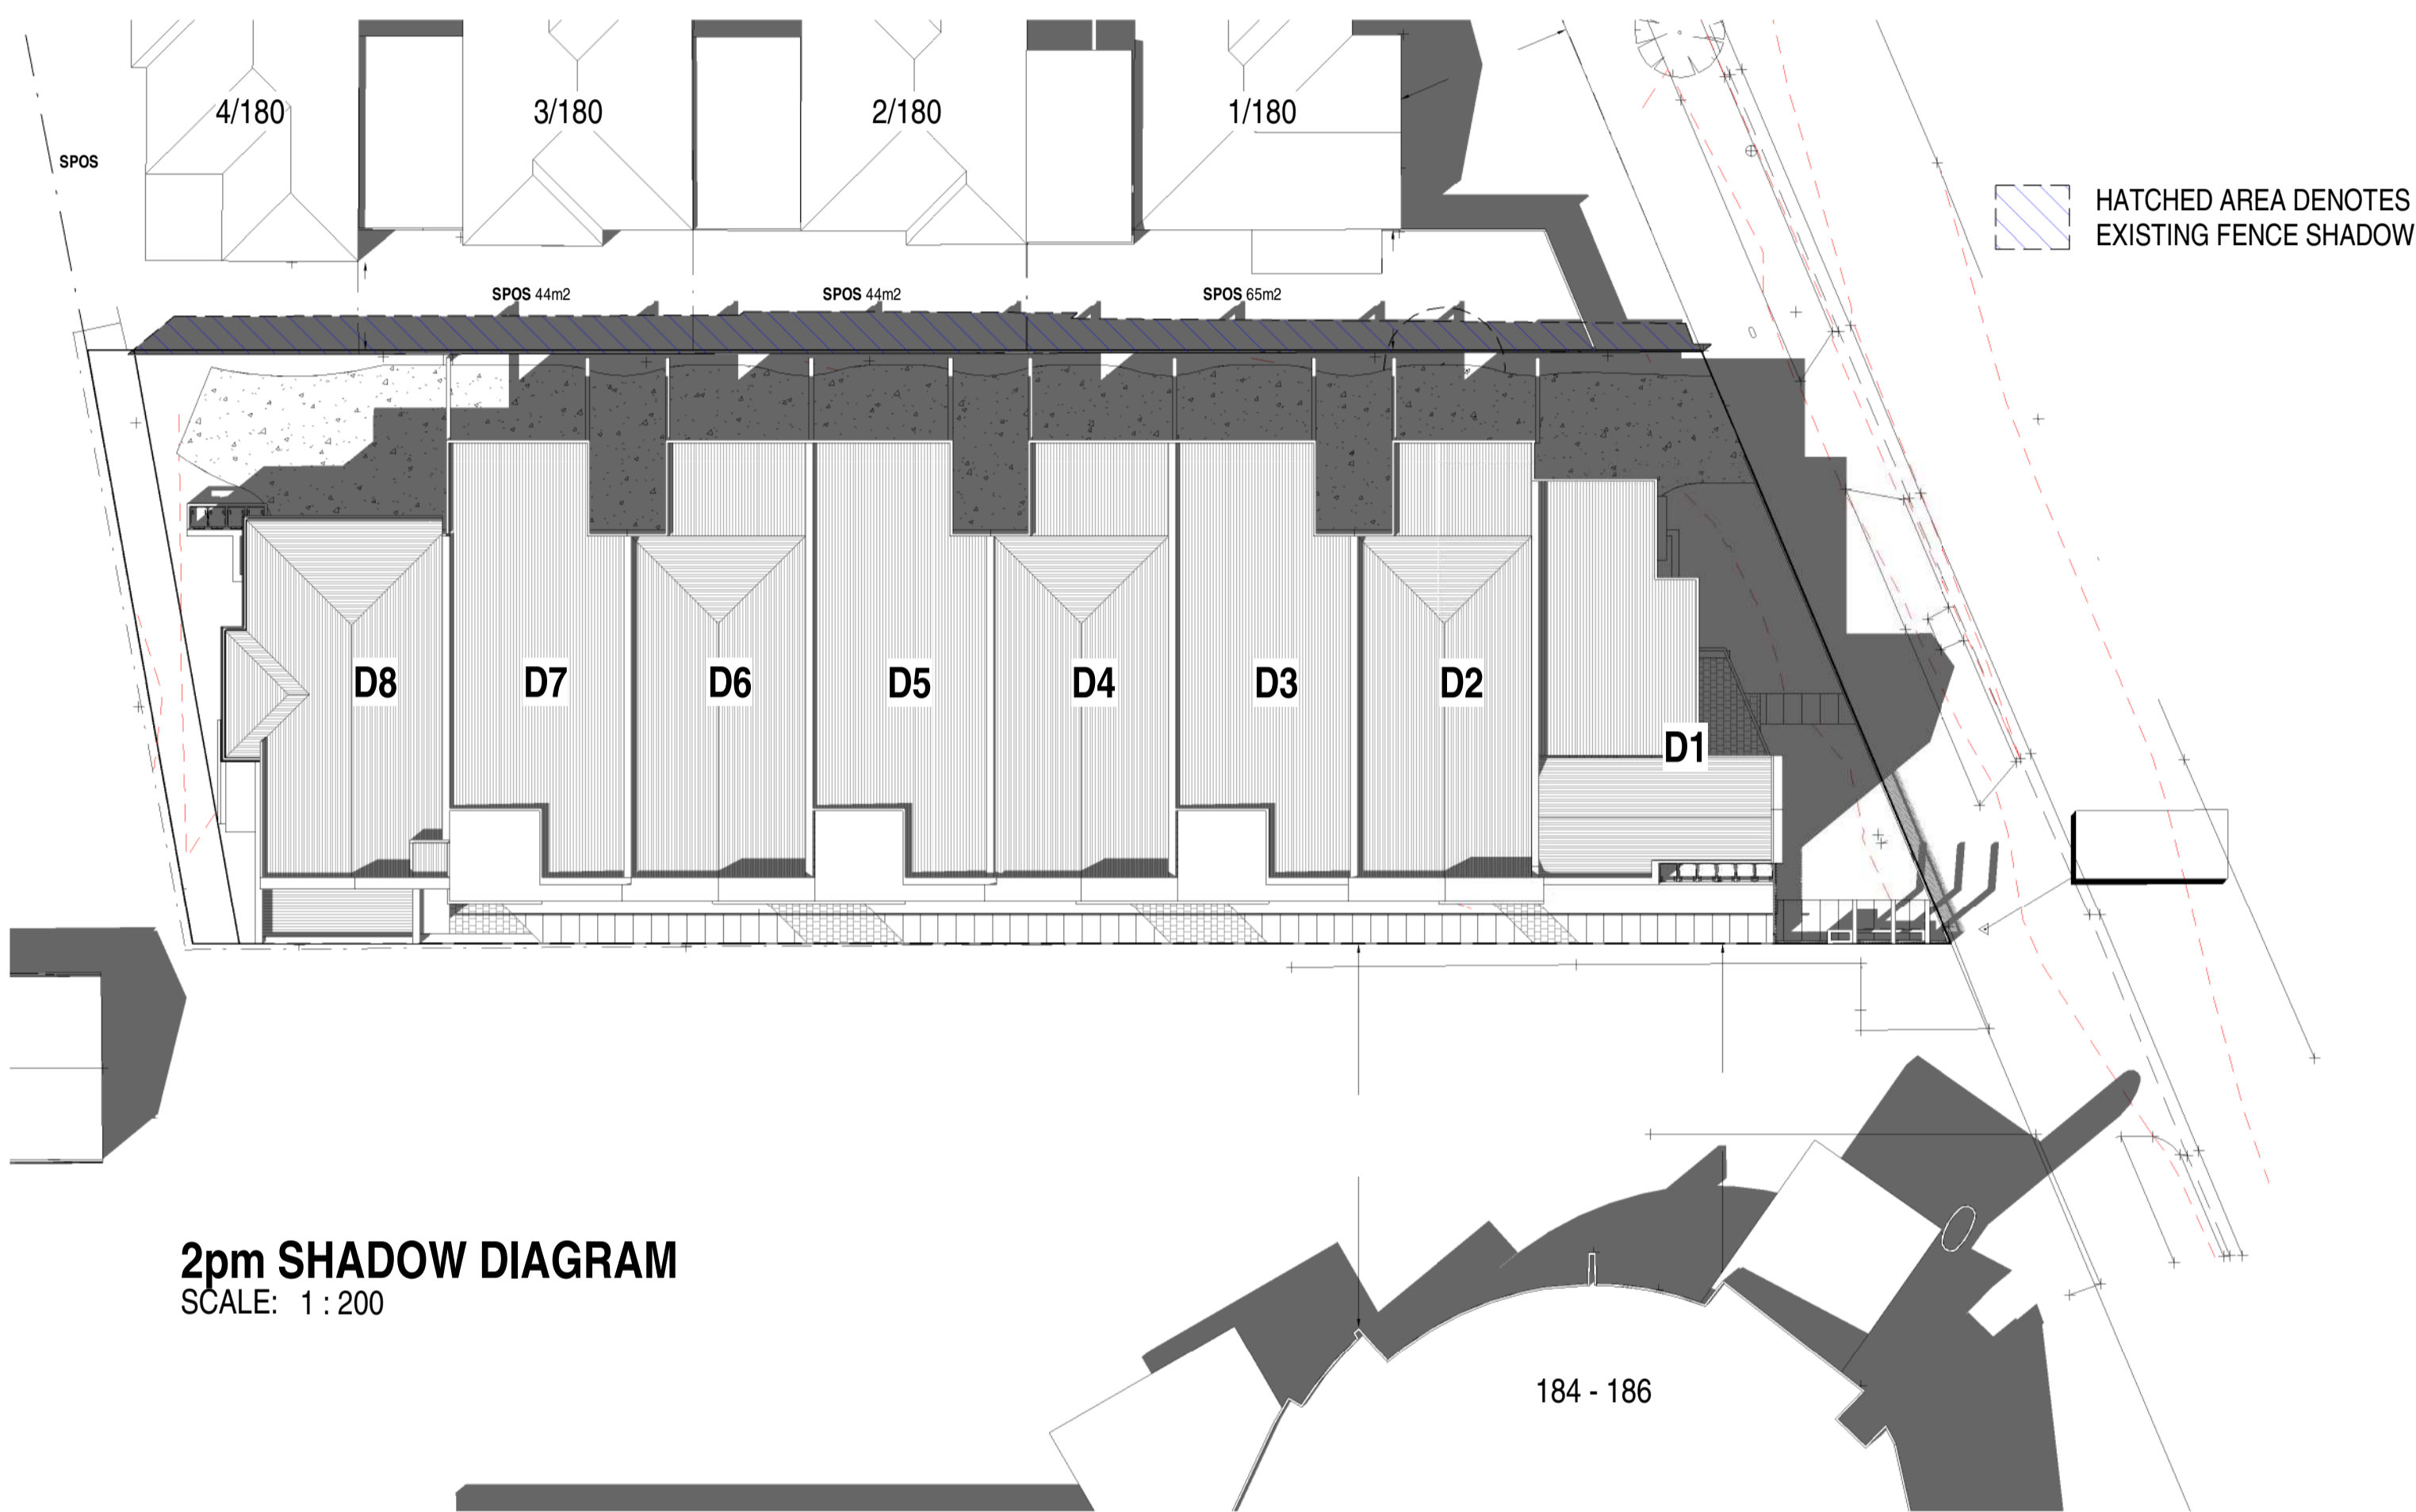 4/180
3/180
2/180
1/180
SPOS
HATCHED AREA DENOTES
EXISTING FENCE SHADOW
SPOS 44m2
SPOS 44m2
SPOS 65m2
D8
D7
D6
D5
D4
D3
D2
D1
2pm SHADOW DIAGRAM
SCALE: 1 : 200
184 - 186